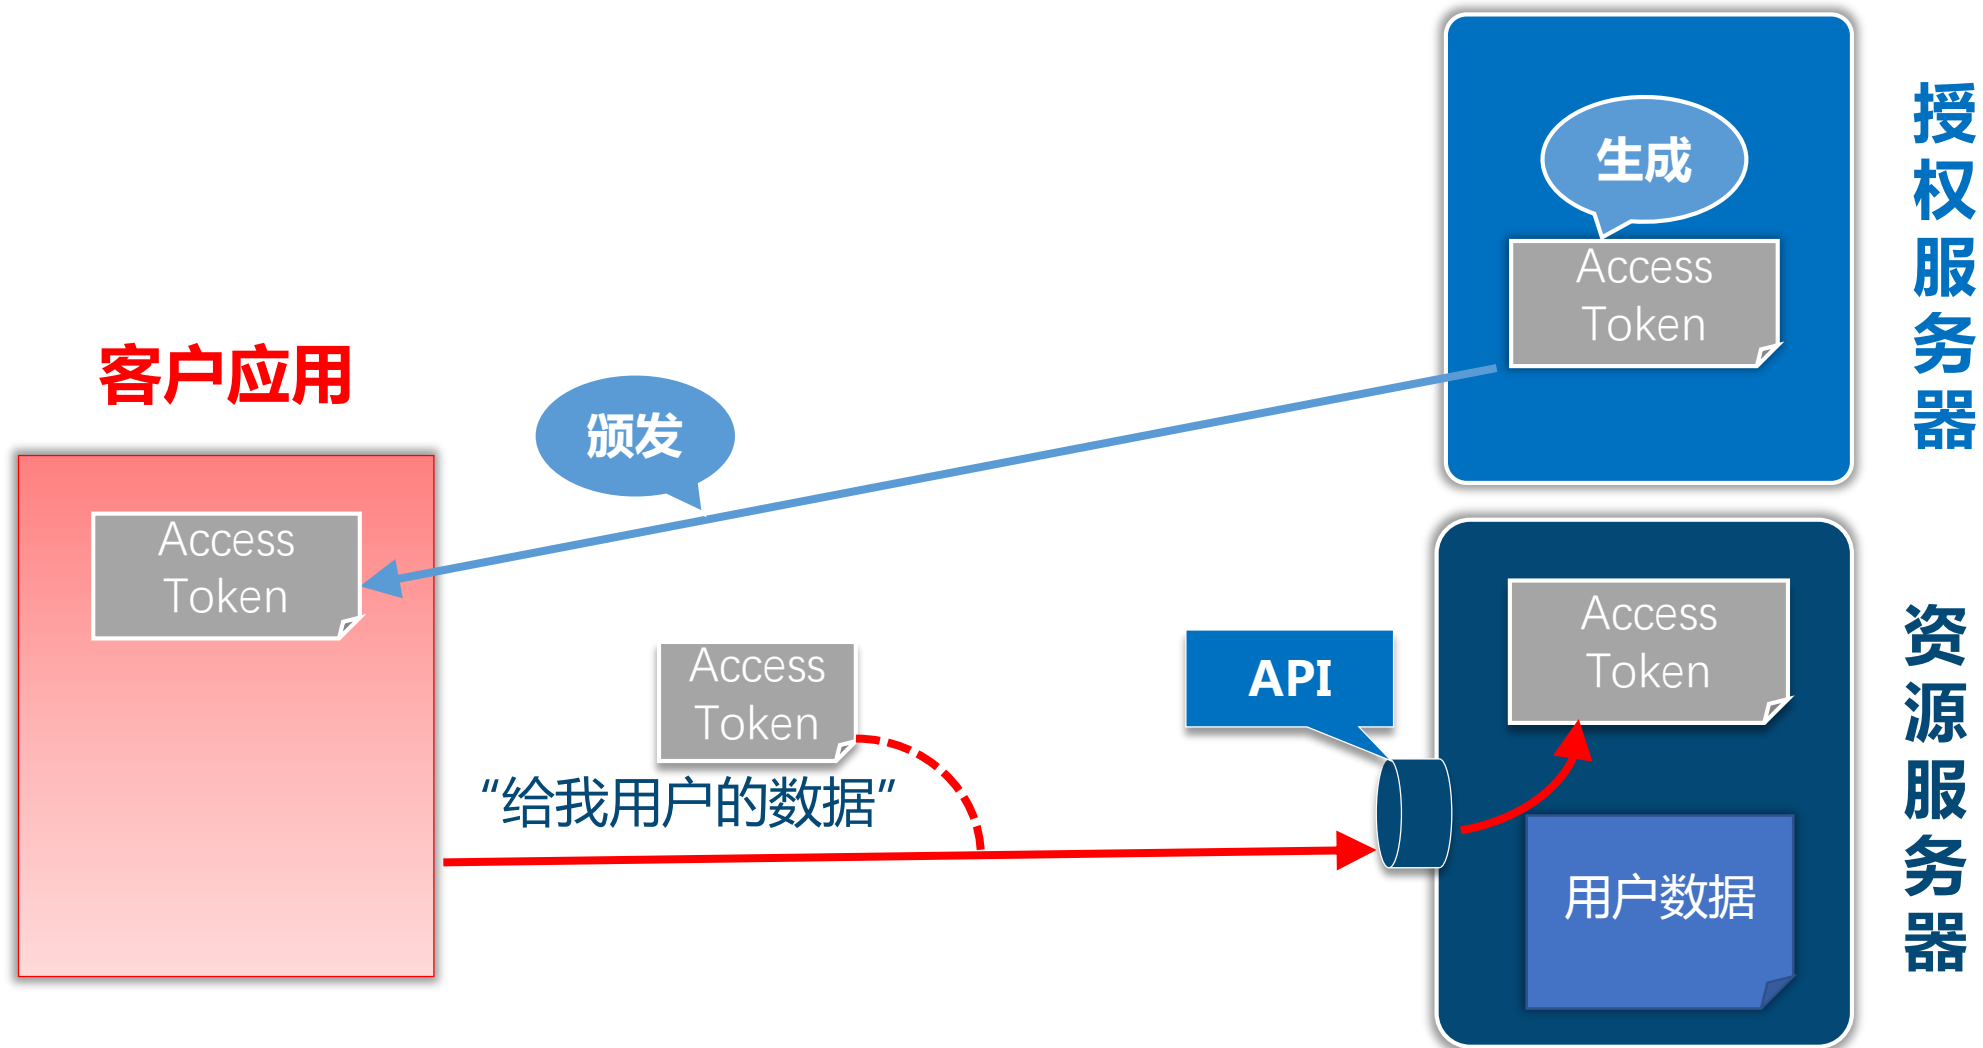 授权服务器
生成
Access
Token
客户应用
颁发
Access
Token
Access
Token
“给我用户的数据”
API
Access
Token
用户数据
资源服务器